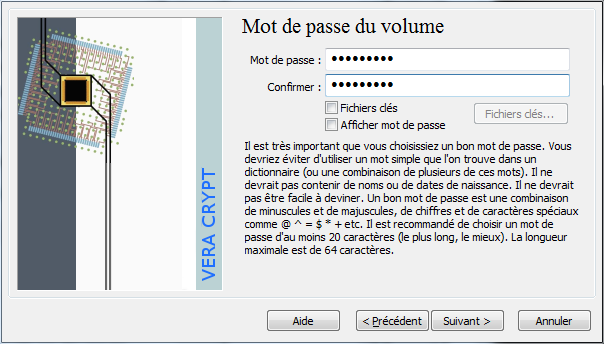 Mot de passe du volume
Mot de passe : •••••••••
Confirmer : •••••••••
Fichiers clés
Fichiers clés...
Afficher mot de passe
Il est très important que vous choisissiez un bon mot de passe. Vous
devriez éviter d'utiliser un mot simple que l'on trouve dans un
dictionnaire (ou une combinaison de plusieurs de ces mots). Il ne
devrait pas contenir de noms ou de dates de naissance. Il ne devrait
pas être facile à deviner. Un bon mot de passe est une combinaison
de minuscules et de majuscules, de chiffres et de caractères spéciaux
comme @ ^ = $ * + etc. Il est recommandé de choisir un mot de
passe d'au moins 20 caractères (le plus long, le mieux). La longueur
maximale est de 64 caractères.
VERA CRYPT
Aide
< Précédent
Suivant >
Annuler